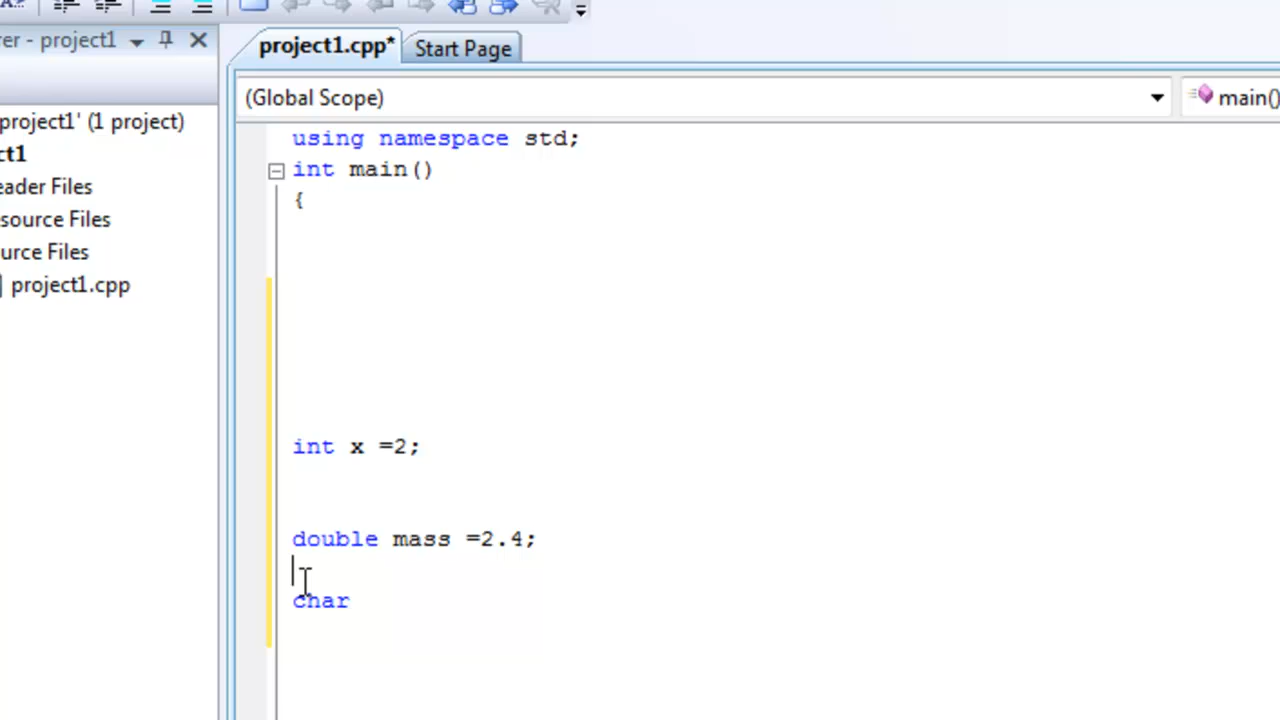 er - project1
project1.cpp*
Start Page
(Global Scope)
main()
project1' (1 project)
ct1
eader Files
source Files
urce Files
project1.cpp
using namespace std;
int main()
{
int x =2;
double mass =2.4;
char